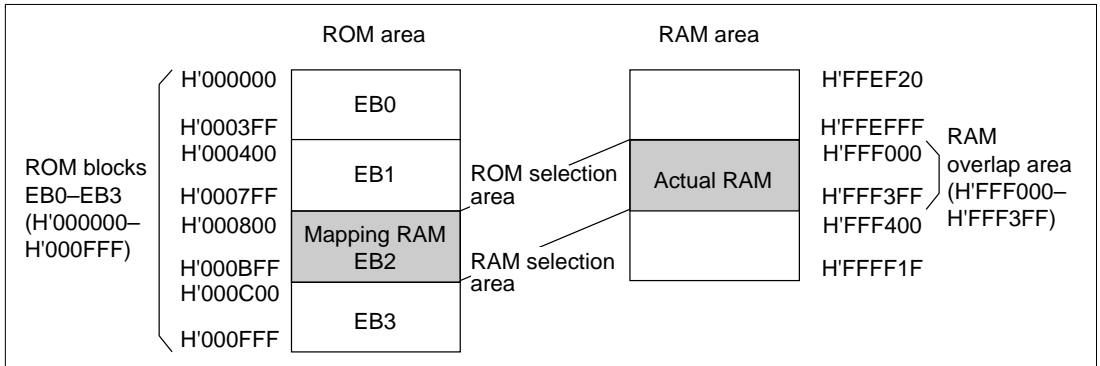 ROM area
RAM area
H'000000
EB0
H'0003FF
H'000400
EB1
H'0007FF
H'000800
Mapping RAM
EB2
H'000BFF
H'000C00
EB3
H'000FFF
ROM blocks
EB0–EB3
(H'000000–
H'000FFF)
ROM selection
area
RAM selection
area
Actual RAM
H'FFEF20
H'FFEFFF
H'FFF000
H'FFF3FF
H'FFF400
H'FFFF1F
RAM
overlap area
(H'FFF000–
H'FFF3FF)